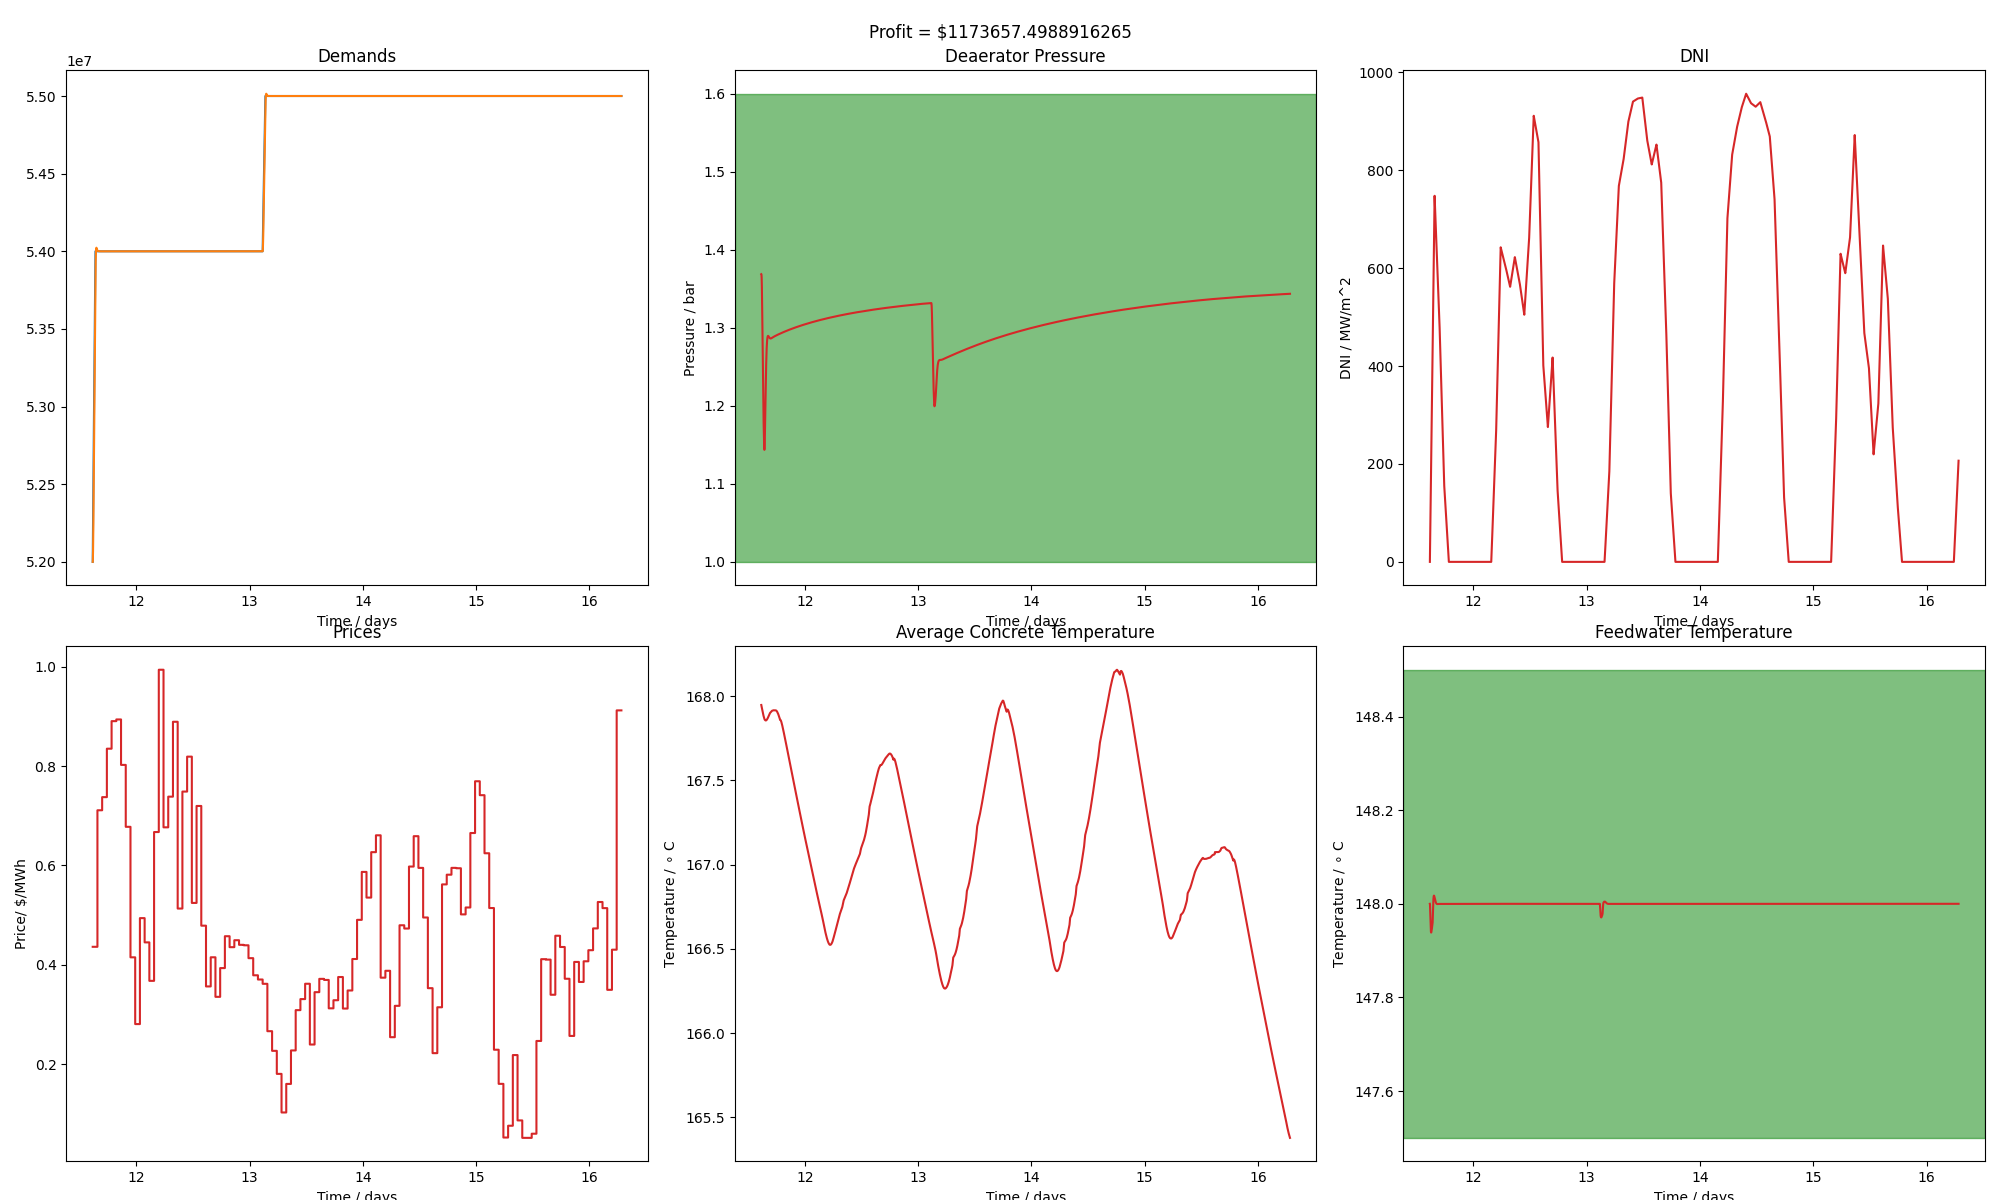 Profit = $1173657.4988916265
Demands
1e7
5.50
5.45
5.40
5.35
5.30
5.25
5.20
12 13 14 15 16
Time / days
Deaerator Pressure
Pressure / bar
1.6
1.5
1.4
1.3
1.2
1.1
1.0
12 13 14 15 16
Time / days
DNI
DNI / MW/m^2
1000
800
600
400
200
0
12 13 14 15 16
Time / days
Prices
Price/ $/MWh
1.0
0.8
0.6
0.4
0.2
12 13 14 15 16
Time / days
Average Concrete Temperature
Temperature / ∘ C
168.0
167.5
167.0
166.5
166.0
165.5
12 13 14 15 16
Time / days
Feedwater Temperature
Temperature / ∘ C
148.4
148.2
148.0
147.8
147.6
12 13 14 15 16
Time / days